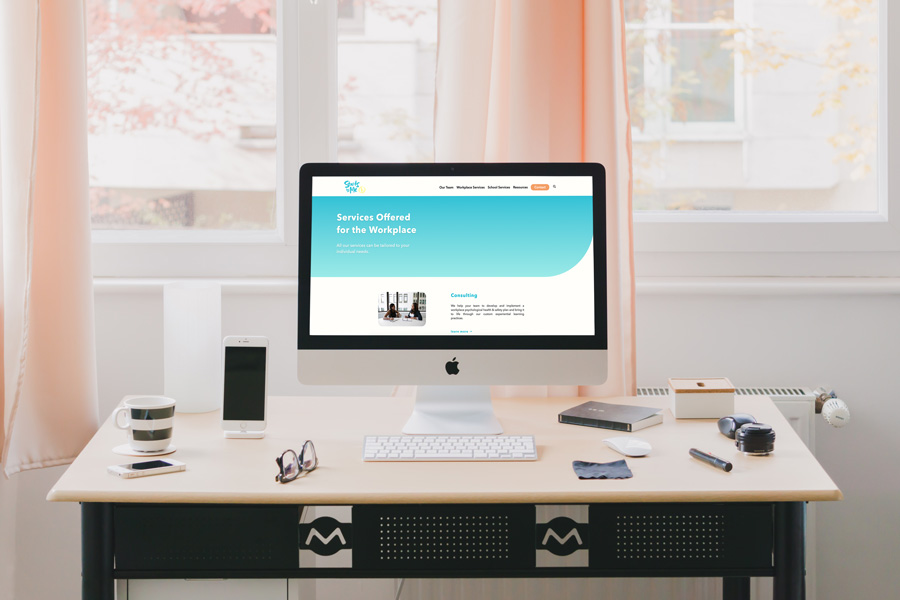 Starts
Our Team Workplace Services School Services Resources Contact
Services Offered
for the Workplace
All our services can be tailored to your
individual needs
Consulting
We help your team to develop and implement a
workplace psychological health & safety plan and bring it
to life through our custom experiential learning
practices.
learn more